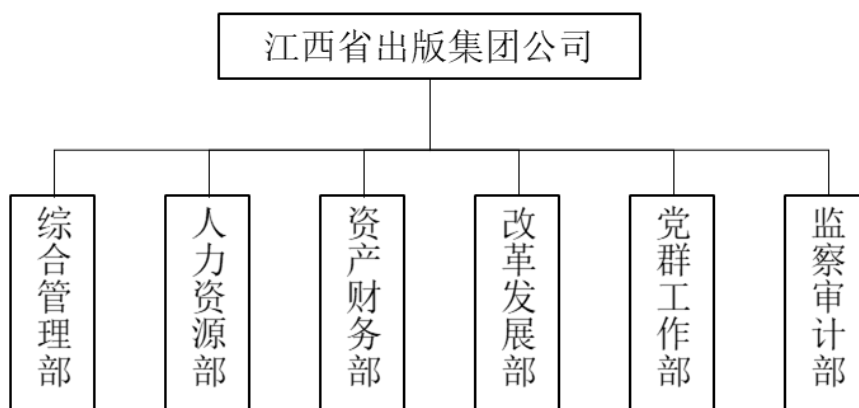 江西省出版集团公司
综合管理部
人力资源部
资产财务部
改革发展部
党群工作部
监察审计部